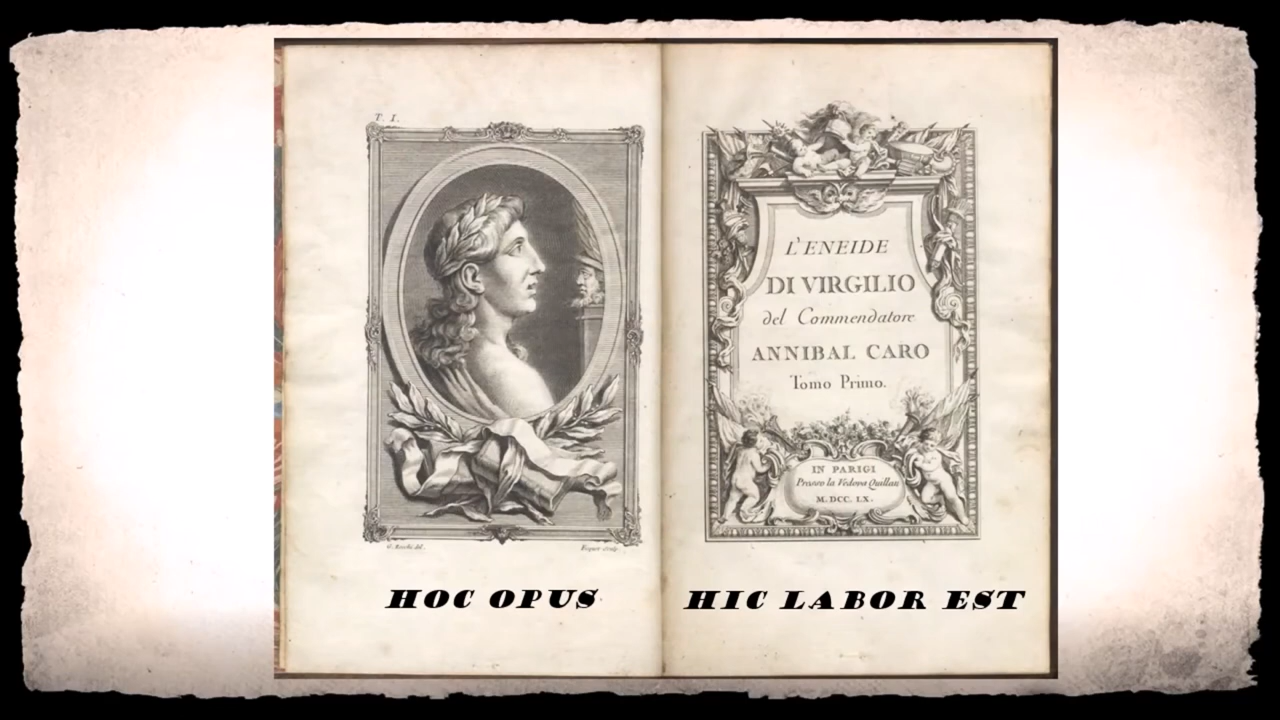 T. I.
L'ENEIDE
DI VIRGILIO
del Commendatore
ANNIBAL CARO
Tomo Primo.
IN PARIGI
Presso la Vedova Quillau
M. DCC. LX.
HOC OPUS
HIC LABOR EST